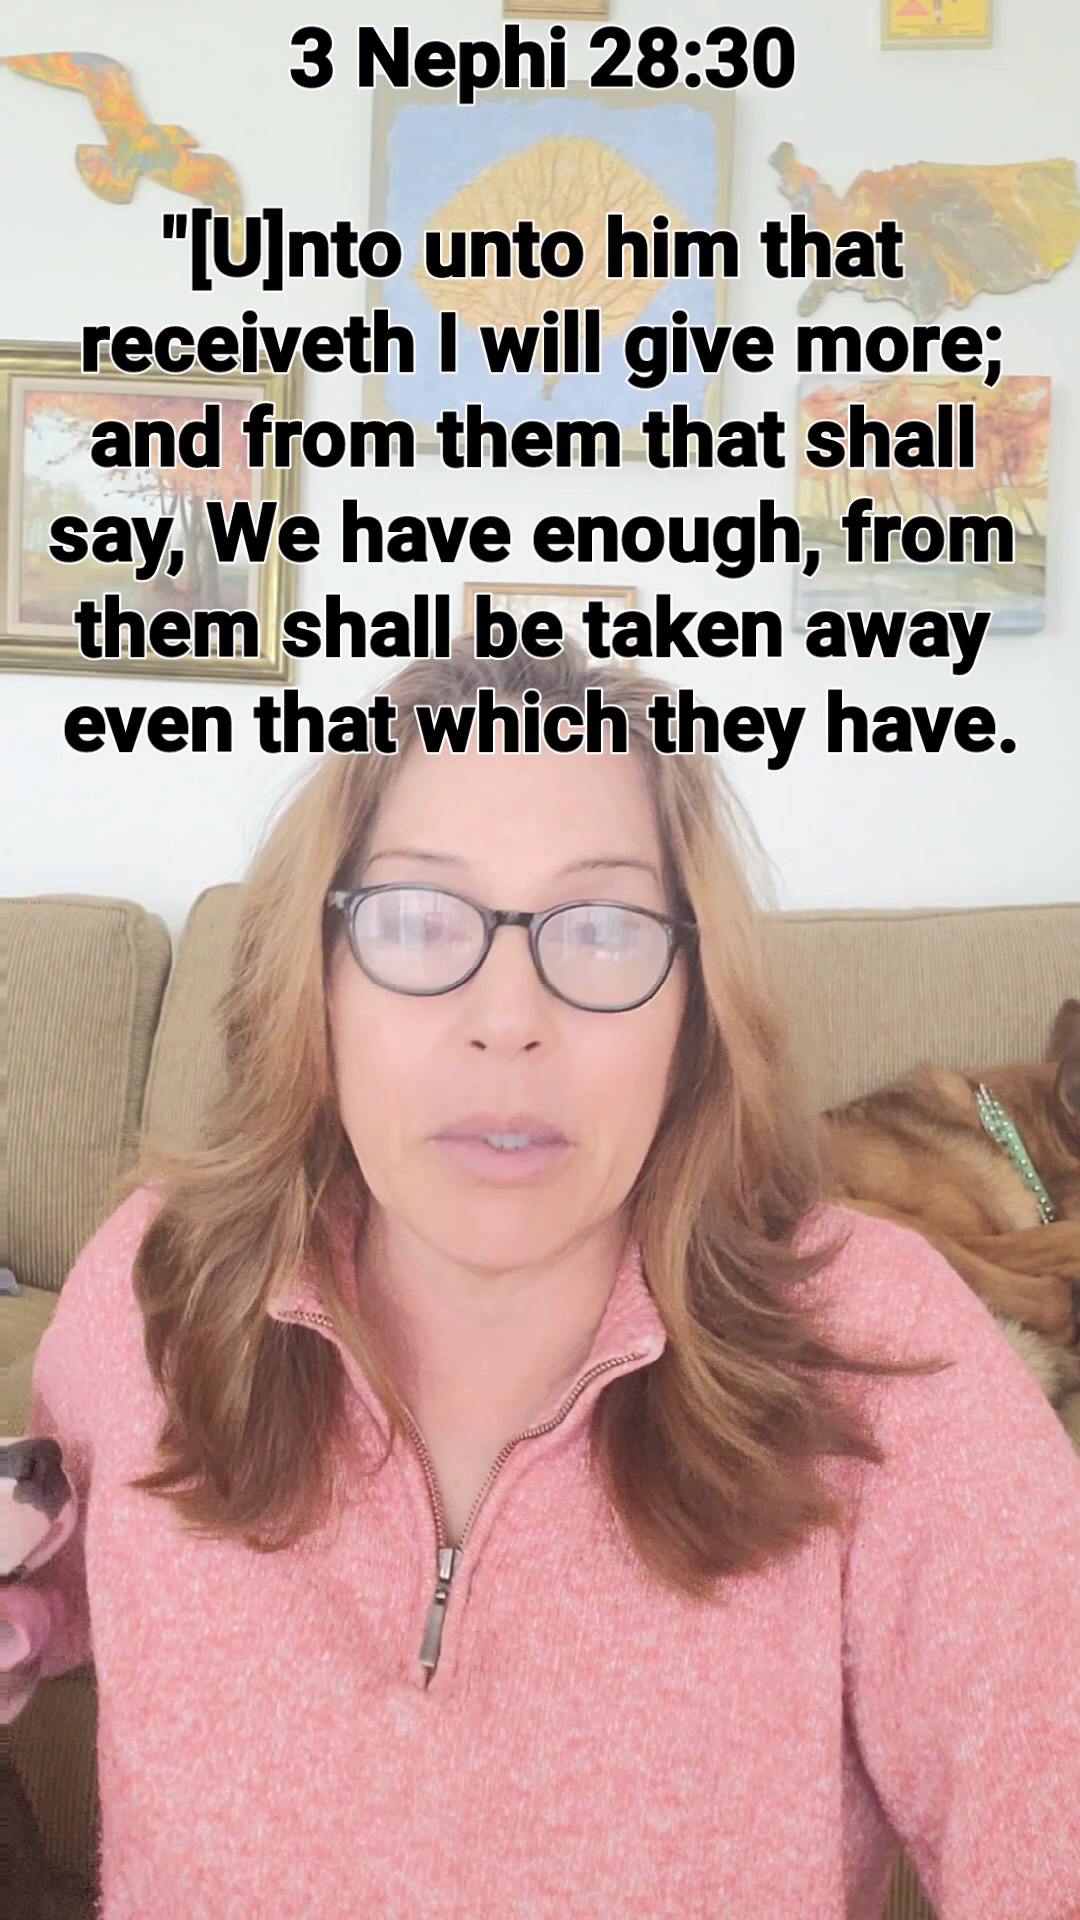 3 Nephi 28:30
"[U]nto unto him that
receiveth I will give more;
and from them that shall
say, We have enough, from
them shall be taken away
even that which they have.